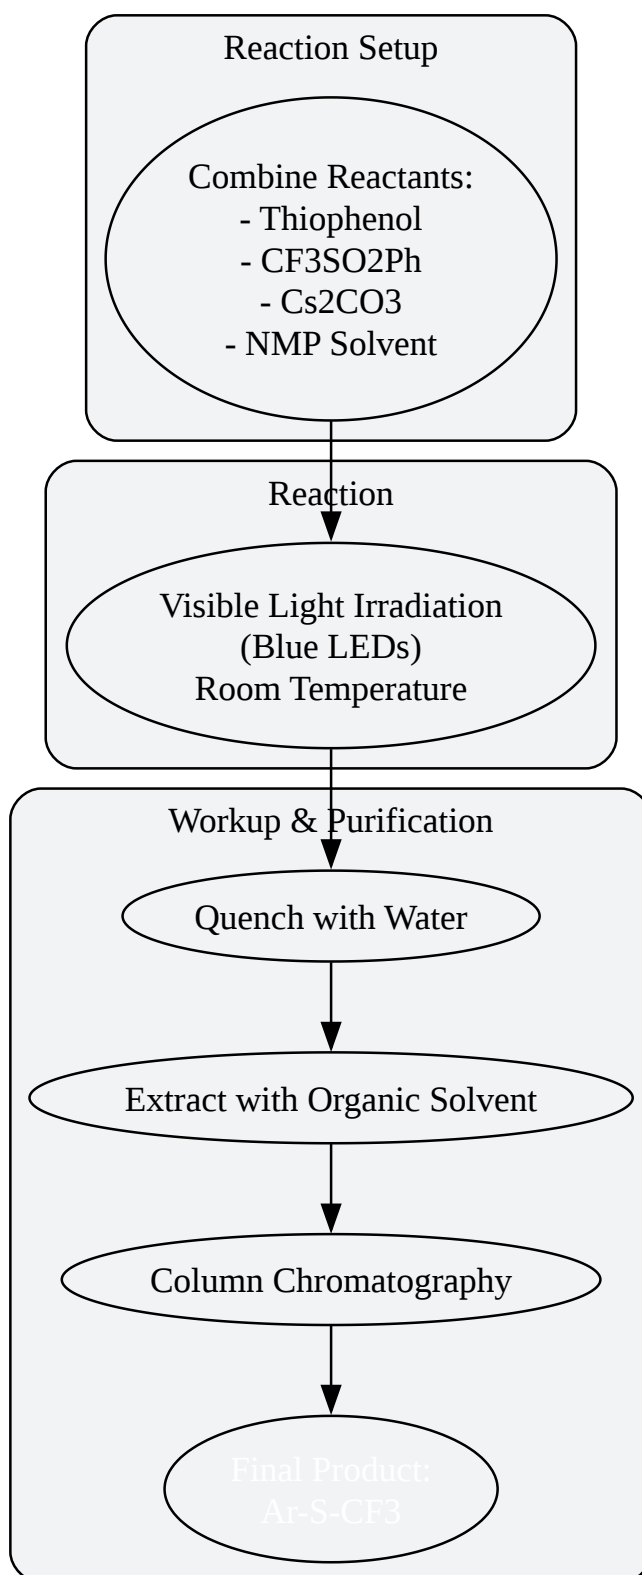 Reaction Setup
Combine Reactants:
- Thiophenol
- CF3SO2Ph
- Cs2CO3
- NMP Solvent
Reaction
Visible Light Irradiation
(Blue LEDs)
Room Temperature
Workup & Purification
Quench with Water
Extract with Organic Solvent
Column Chromatography
Final Product:
Ar-S-CF3